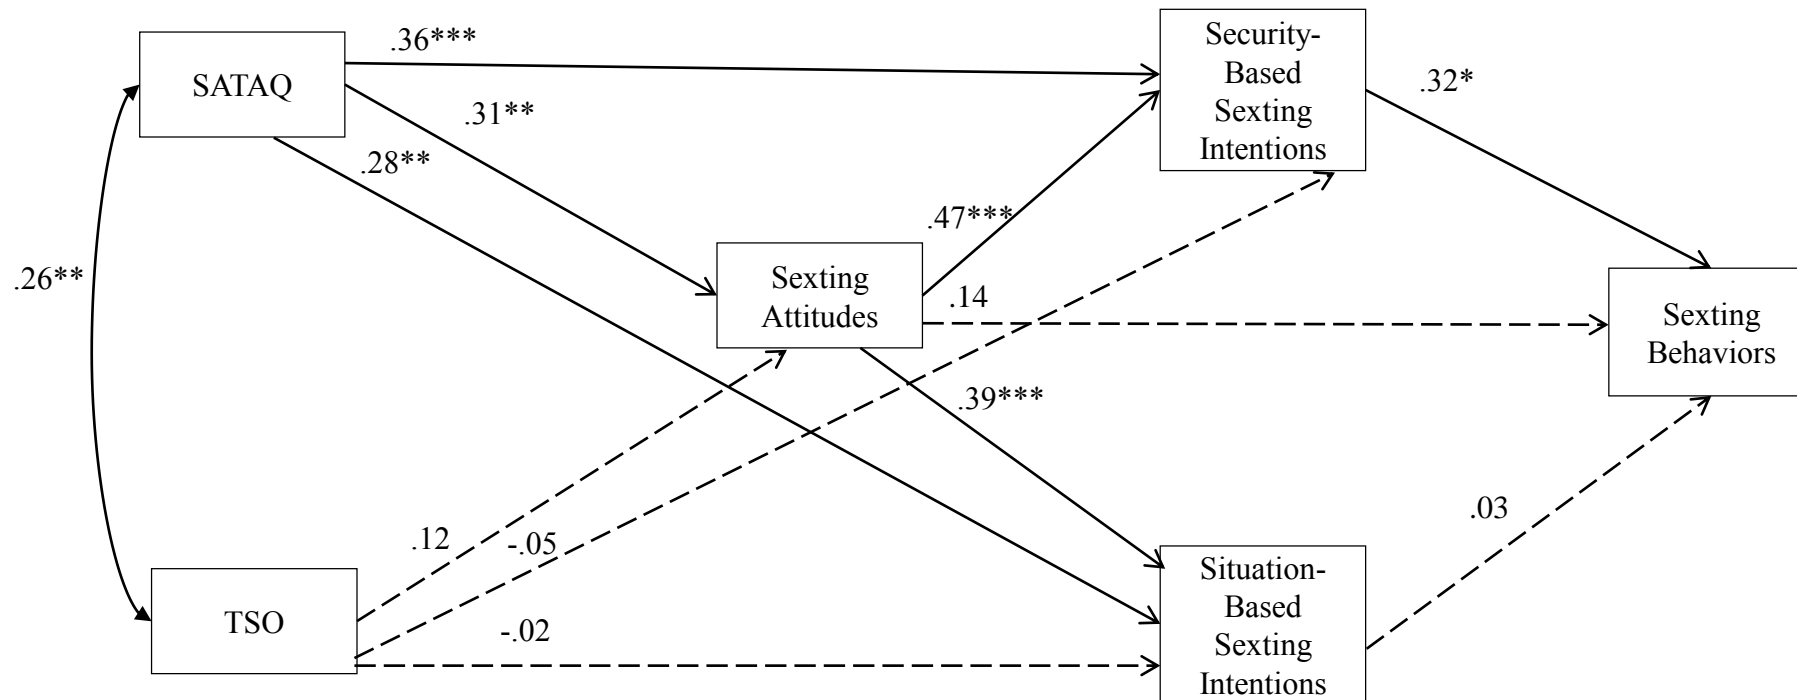 .36***
SATAQ
.31**
.28**
Security-
Based
Sexting
Intentions
.32*
.26**
.47***
Sexting
Attitudes
.14
Sexting
Behaviors
.39***
.12
-.05
.03
TSO
-.02
Situation-
Based
Sexting
Intentions